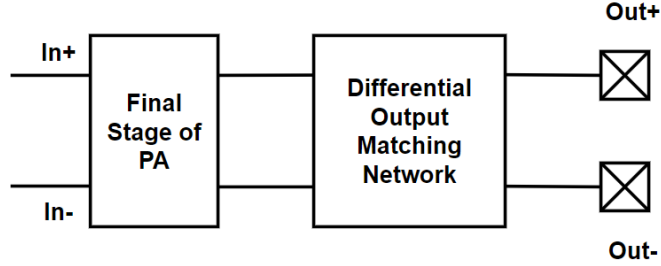 Out+
In+
Final
Stage of
PA
Differential
Output
Matching
Network
In-
Out-